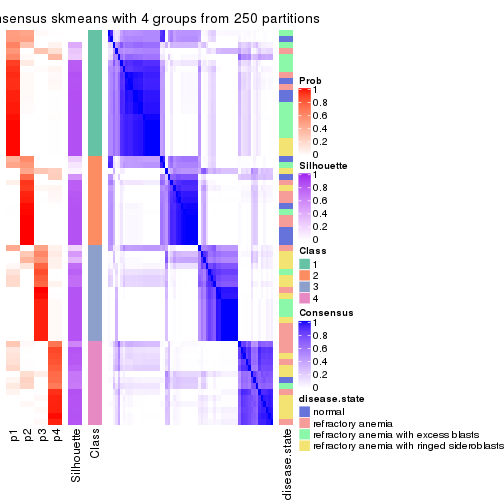 nsensus skmeans with 4 groups from 250 partitions
Prob
1
0.8
0.6
0.4
0.2
0
Silhouette
1
0.8
0.6
0.4
0.2
0
Class
1
2
3
4
Consensus
1
0.8
0.6
0.4
0.2
0
disease.state
normal
refractory anemia
refractory anemia with excess blasts
refractory anemia with ringed sideroblasts
p1
p2
p3
p4
Silhouette
Class
disease.state